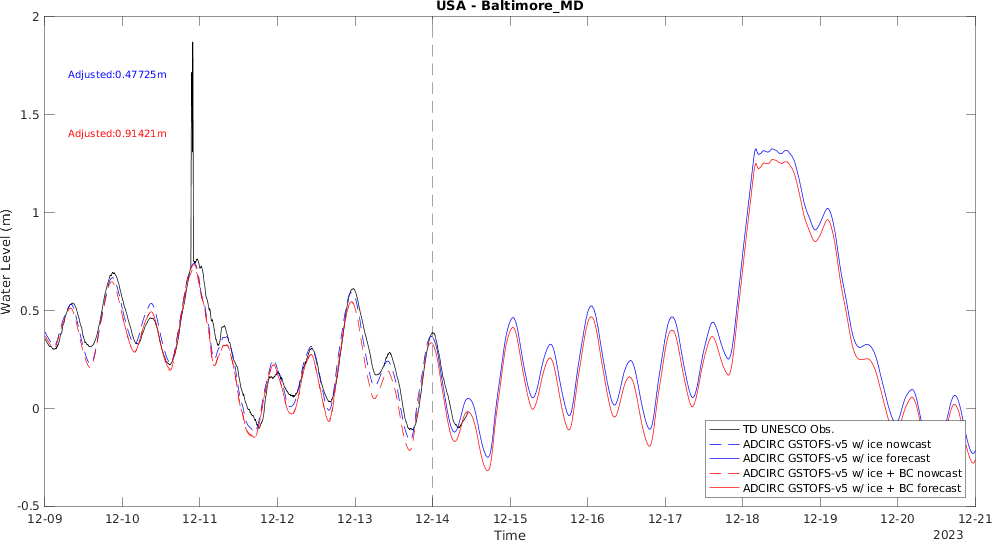 USA - Baltimore_MD
2
1.5
1
0.5
0
-0.5
Water Level (m)
Adjusted:0.47725m
Adjusted:0.91421m
TD UNESCO Obs.
ADCIRC GSTOFS-v5 w/ ice nowcast
ADCIRC GSTOFS-v5 w/ ice forecast
ADCIRC GSTOFS-v5 w/ ice + BC nowcast
ADCIRC GSTOFS-v5 w/ ice + BC forecast
12-09 12-10 12-11 12-12 12-13 12-14 12-15 12-16 12-17 12-18 12-19 12-20 12-21
Time
2023